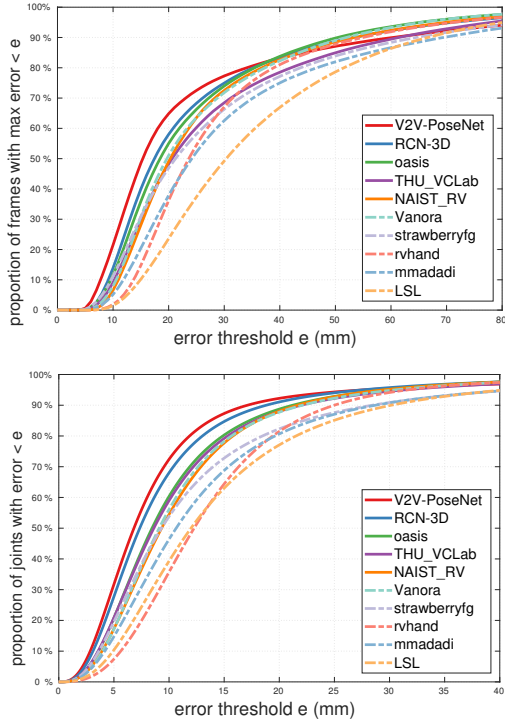 100%
90%
80%
70%
60%
50%
40%
30%
20%
10%
0 %
0
10
20
30
40
50
60
70
80
proportion of frames with max error < e
error threshold e (mm)
V2V-PoseNet
RCN-3D
oasis
THU_VCLab
NAIST_RV
Vanora
strawberryfg
rvhand
mmadadi
LSL
100%
90%
80%
70%
60%
50%
40%
30%
20%
10%
0 %
0
5
10
15
20
25
30
35
40
proportion of joints with error < e
error threshold e (mm)
V2V-PoseNet
RCN-3D
oasis
THU_VCLab
NAIST_RV
Vanora
strawberryfg
rvhand
mmadadi
LSL